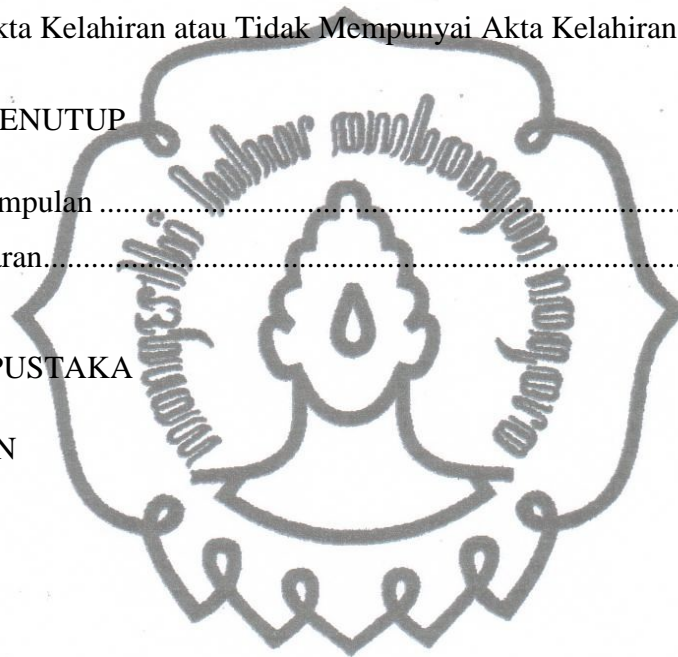 kta Kelahiran atau Tidak Mempunyai Akta Kelahiran
ENUTUP
mpulan ..........................................................................................
ran..................................................................................................
PUSTAKA
N